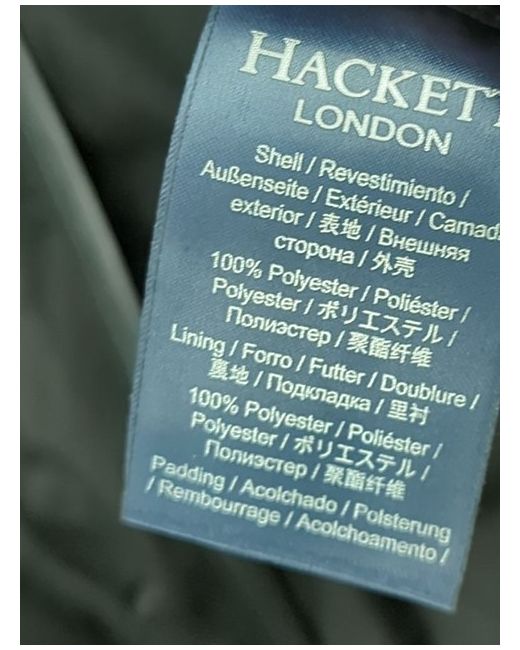 HACKETT
LONDON
Shell / Revestimiento /
Außenseite / Extérieur / Camada
exterior / 表地 / Внешняя
сторона / 外壳
100% Polyester / Poliéster /
Polyester / ポリエステル /
Полиэстер / 聚酯纤维
Lining / Forro / Futter / Doublure /
裏地 / Подкладка / 里衬
100% Polyester / Poliéster /
Polyester / ポリエステル /
Полиэстер / 聚酯纤维
Padding / Acolchado / Polsterung
/ Rembourrage / Acolchoamento /